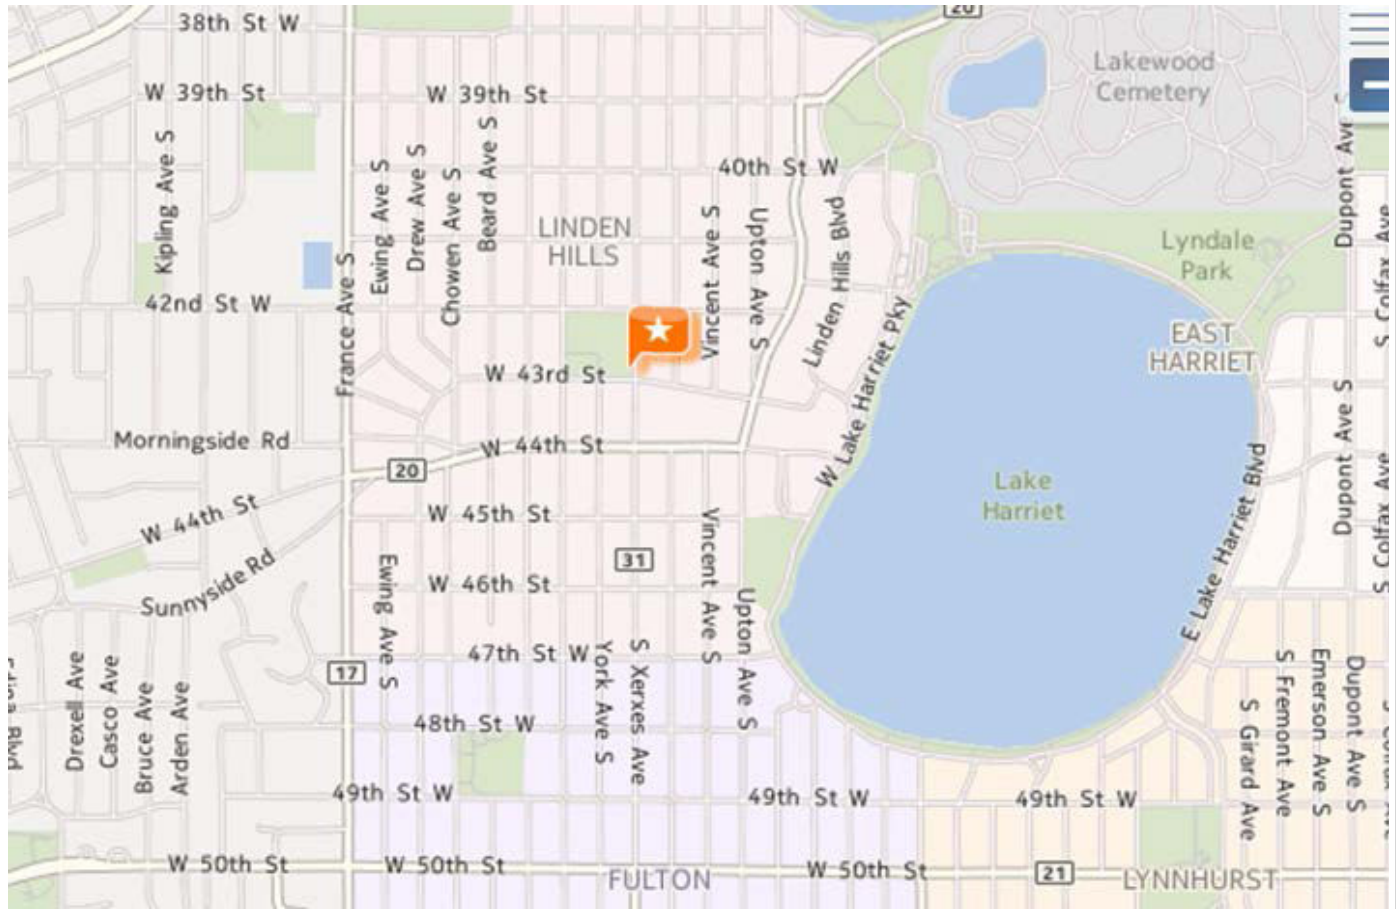 38th St W
20
Lakewood
Cemetery
W 39th St
W 39th St
Kipling Ave S
Ewing Ave S
Drew Ave S
Chowen Ave S
Beard Ave S
40th St W
LINDEN
HILLS
Vincent Ave S
Upton Ave S
Linden Hills Blvd
Dupont Ave
S Colfax Ave
Lyndale
Park
France Ave S
42nd St W
W Lake Harriet Pky
EAST
HARRIET
W 43rd St
Morningside Rd
W 44th St
20
W 44th St
Lake
Harriet
Dupont Ave S
S Colfax Ave
E Lake Harriet Blvd
W 45th St
Vincent Ave S
31
Ewing Ave S
W 46th St
Sunnyside Rd
Upton Ave S
47th St W
York Ave S
S Xerxes Ave
17
Drexell Ave
Casco Ave
Bruce Ave
Arden Ave
48th St W
S Girard Ave
S Fremont Ave
Emerson Ave S
Dupont Ave S
49th St W
49th St W
49th St W
W 50th St
W 50th St
W 50th St
21
FULTON
LYNNHURST